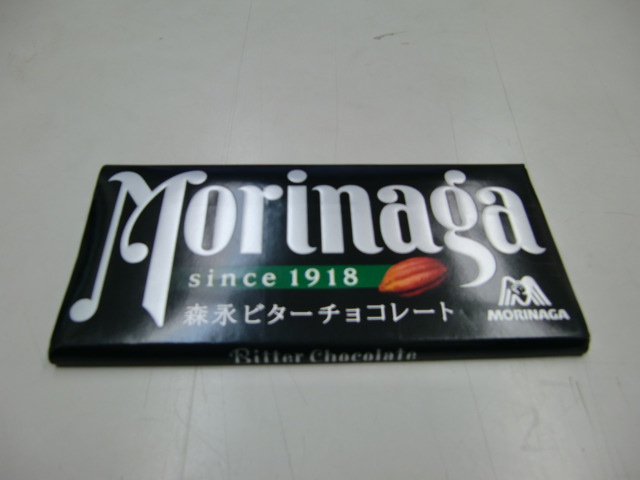 Morinaga
since 1918
森永ビターチョコレート
MORINAGA
Bitter Chocolate